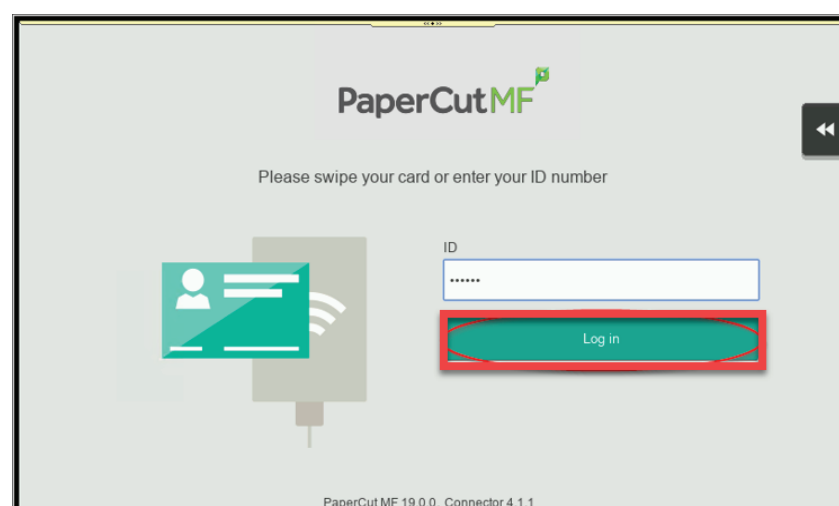 PaperCutMF
Please swipe your card or enter your ID number
ID
••••••
Log in
PaperCut MF 19.0.0, Connector 4.1.1